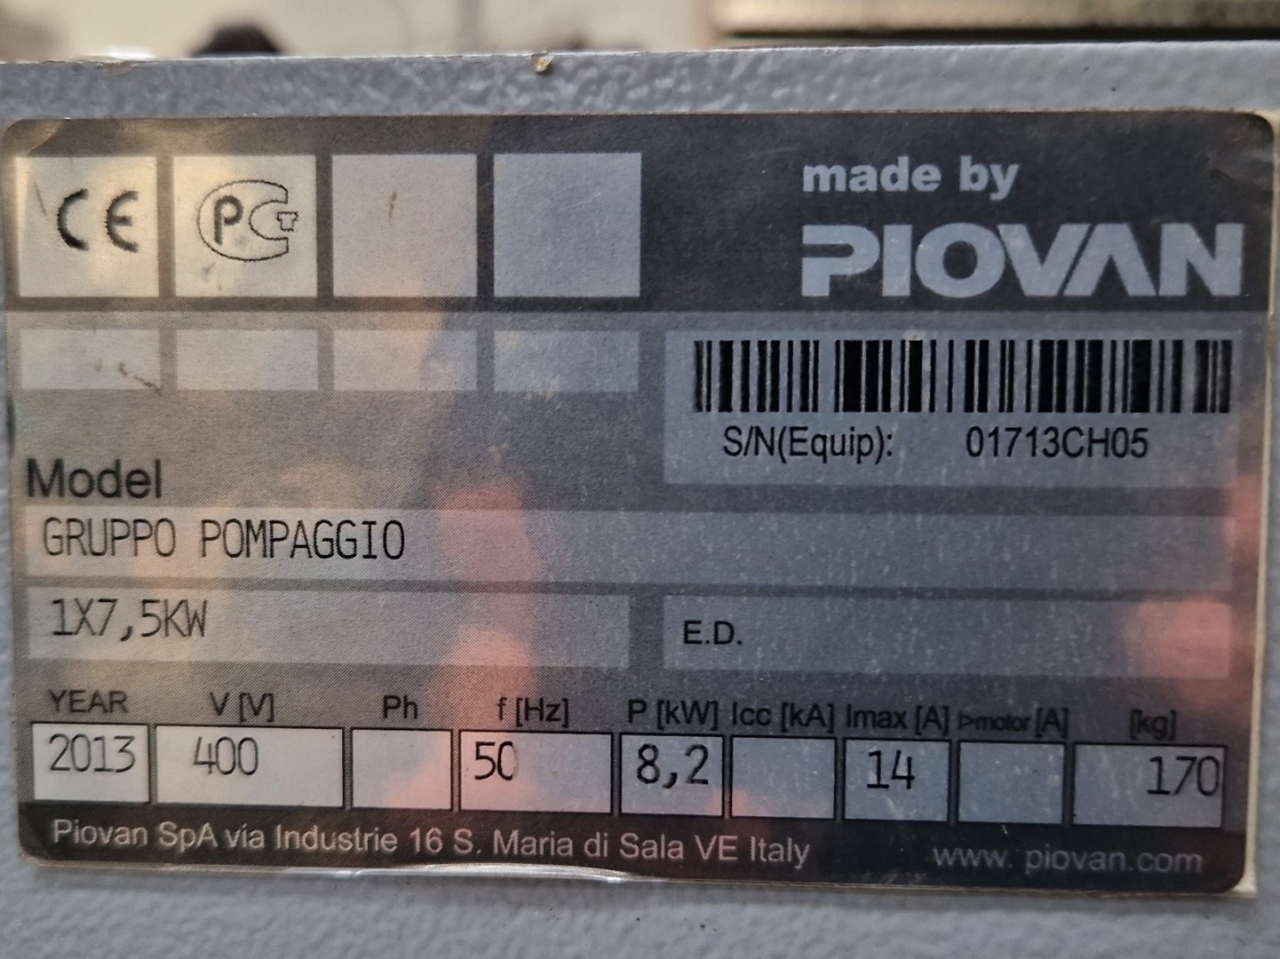 CE PCT
made by
PIOVAN
S/N(Equip): 01713CH05
Model
GRUPPO POMPAGGIO
1X7,5KW
E.D.
YEAR V [V] Ph f [Hz] P [kW] Icc [kA] Imax [A] I>motor [A] [kg]
2013 400 50 8,2 14 170
Piovan SpA via Industrie 16 S. Maria di Sala VE Italy
www. piovan.com